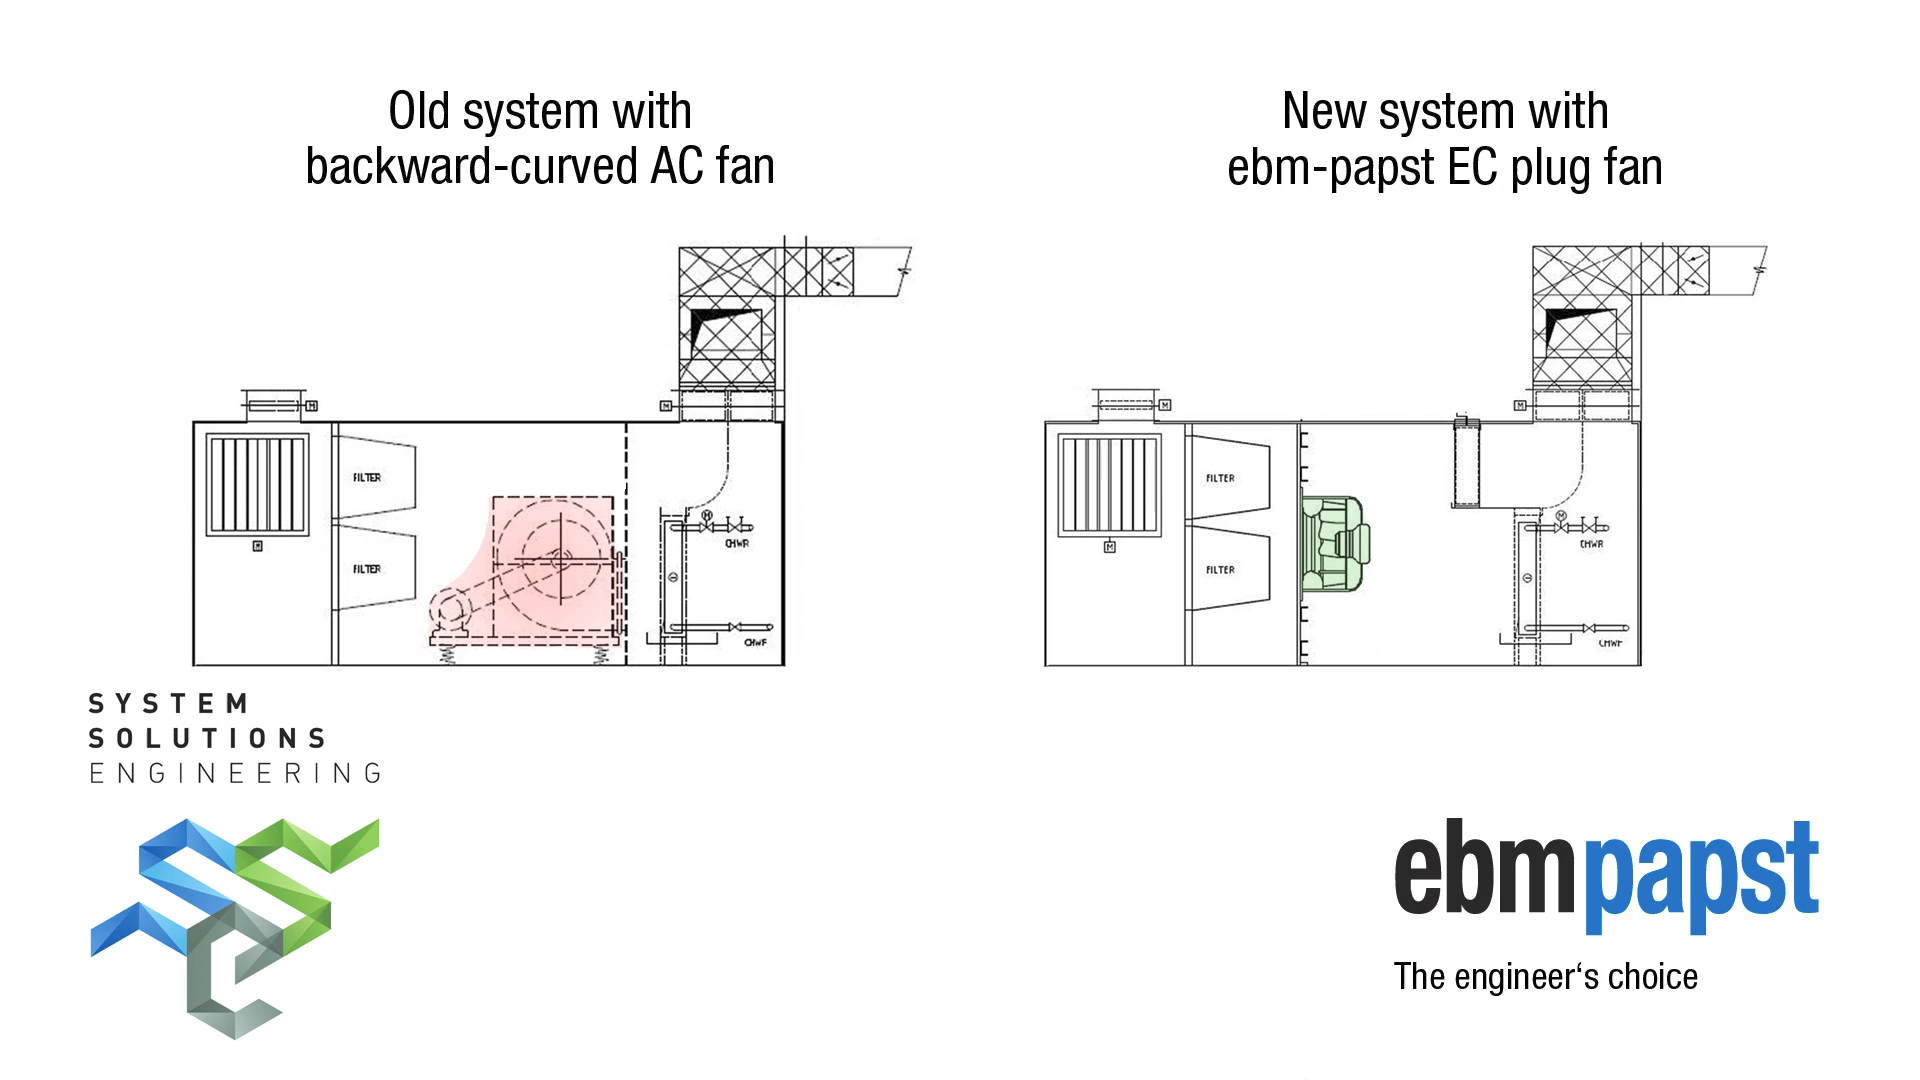 Old system with
backward-curved AC fan
New system with
ebm-papst EC plug fan
M
M
FILTER
FILTER
M
M
CHWR
CHWF
M
M
FILTER
FILTER
M
M
CHWR
CHWF
SYSTEM
SOLUTIONS
ENGINEERING
ebmpapst
The engineer‘s choice